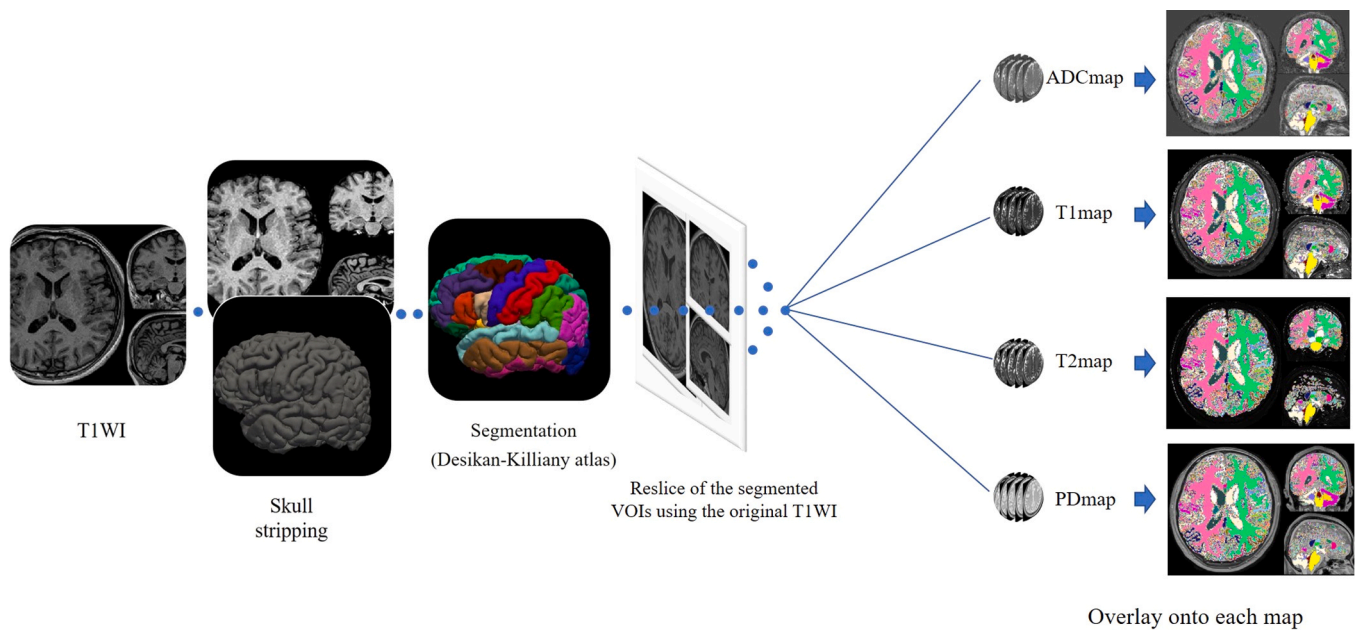 T1WI
Skull
stripping
Segmentation
(Desikan-Killiany atlas)
Reslice of the segmented
VOIs using the original T1WI
ADCmap
T1map
T2map
PDmap
Overlay onto each map